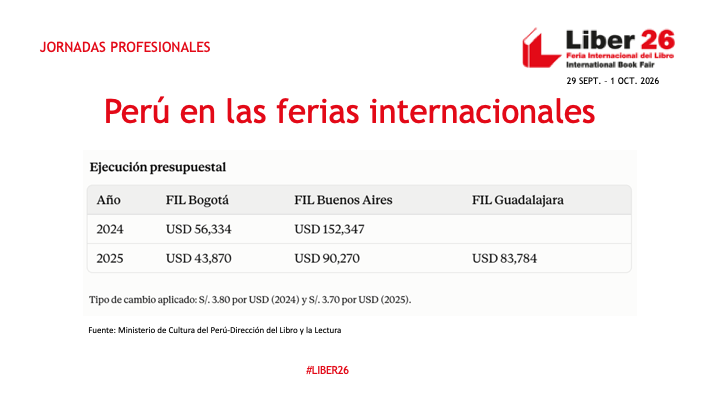 JORNADAS PROFESIONALES
Liber 26
Feria Internacional del Libro
International Book Fair
29 SEPT. - 1 OCT. 2026
Perú en las ferias internacionales
Ejecución presupuestal
Año FIL Bogotá FIL Buenos Aires FIL Guadalajara
2024 USD 56,334 USD 152,347
2025 USD 43,870 USD 90,270 USD 83,784
Tipo de cambio aplicado: S/. 3.80 por USD (2024) y S/. 3.70 por USD (2025).
Fuente: Ministerio de Cultura del Perú-Dirección del Libro y la Lectura
#LIBER26